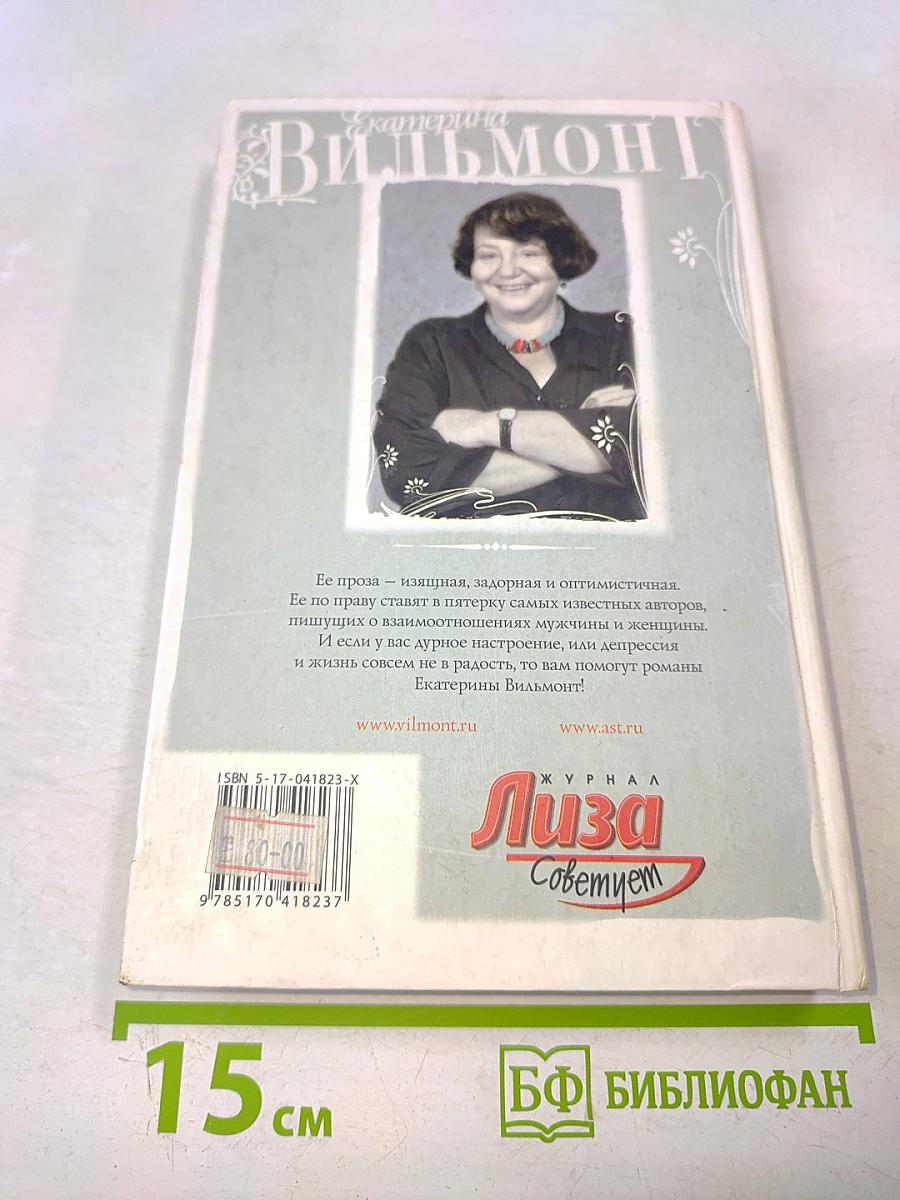 Екатерина
Вильмонт
Ее проза – изящная, задорная и оптимистичная.
Ее по праву ставят в пятерку самых известных авторов,
пишущих о взаимоотношениях мужчины и женщины.
И если у вас дурное настроение, или депрессия
и жизнь совсем не в радость, то вам помогут романы
Екатерины Вильмонт!
www.vilmont.ru www.ast.ru
ISBN 5-17-041823-X
80-00
9 785170 418237
ЖУРНАЛ
Лиза
Советует
15 см
БФ БИБЛИОФАН